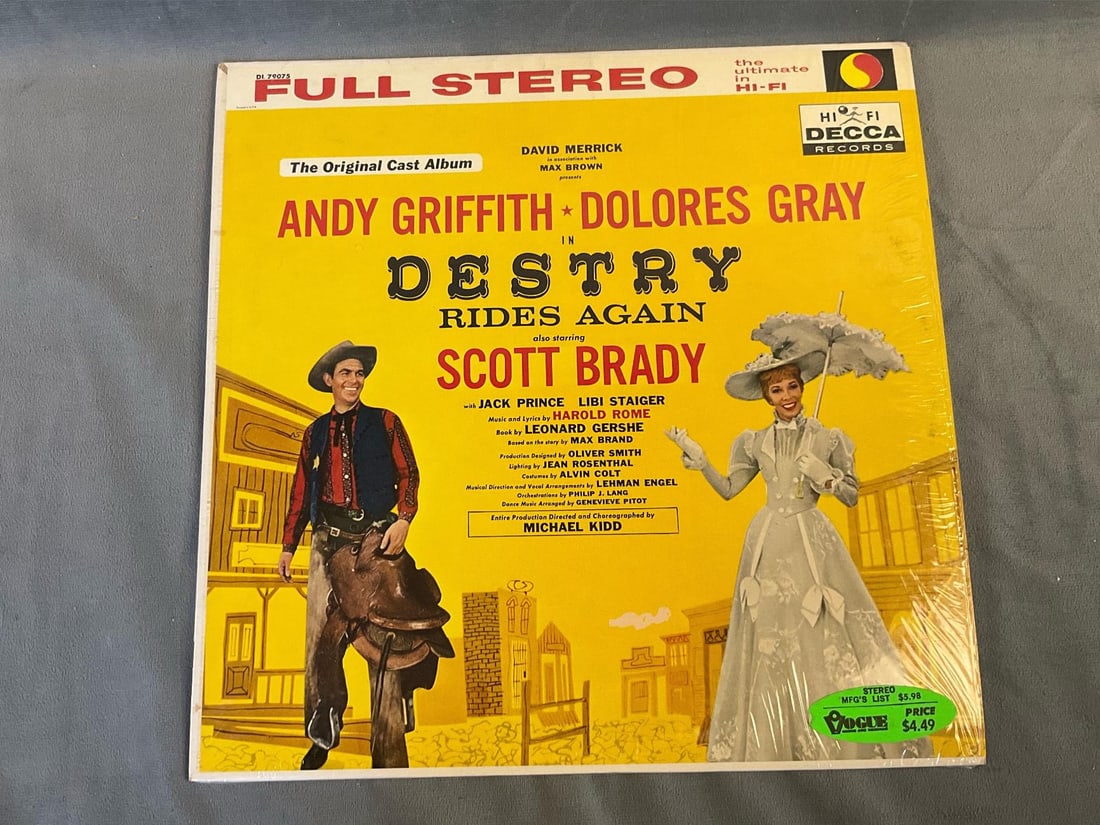 DL 79075
FULL STEREO
the
ultimate
in
HI-FI
HI FI
DECCA
RECORDS
The Original Cast Album
DAVID MERRICK
in association with
MAX BROWN
presents
ANDY GRIFFITH ★ DOLORES GRAY
IN
DESTRY
RIDES AGAIN
also starring
SCOTT BRADY
with JACK PRINCE LIBI STAIGER
Music and Lyrics by HAROLD ROME
Book by LEONARD GERSHE
Based on the story by MAX BRAND
Production Designed by OLIVER SMITH
Lighting by JEAN ROSENTHAL
Costumes by ALVIN COLT
Musical Direction and Vocal Arrangements by LEHMAN ENGEL
Orchestrations by PHILIP J. LANG
Dance Music Arranged by GENEVIEVE PITOT
Entire Production Directed and Choreographed by
MICHAEL KIDD
STEREO
MFG'S LIST $5.98
VOGUE
PRICE
$4.49